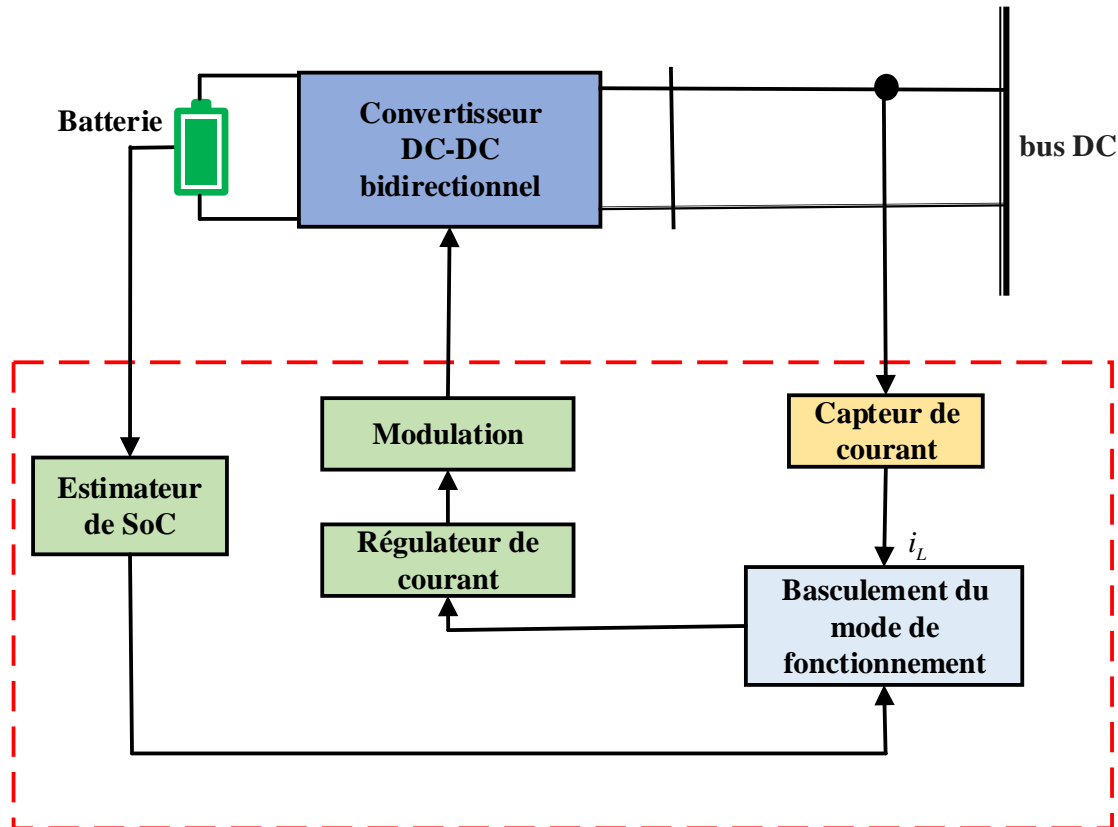 Batterie
Convertisseur
DC-DC
bidirectionnel
bus DC
Modulation
Capteur de
courant
Estimateur
de SoC
Régulateur de
courant
i_L
Basculement du
mode de
fonctionnement